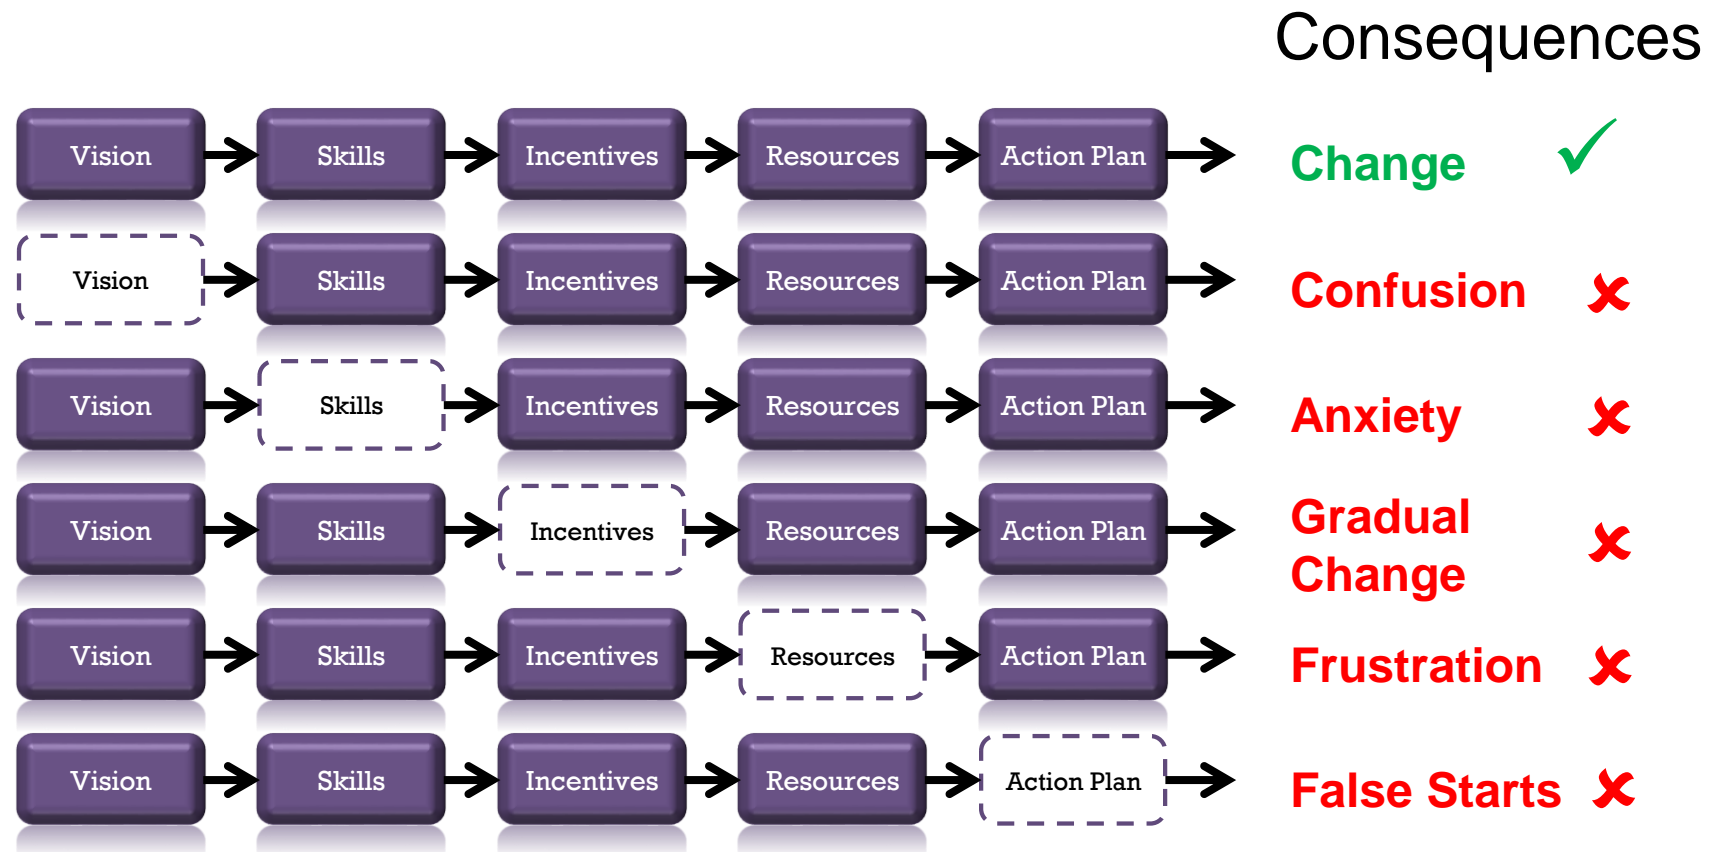 Consequences
Vision Skills Incentives Resources Action Plan Change
Vision Skills Incentives Resources Action Plan Confusion
Vision Skills Incentives Resources Action Plan Anxiety
Vision Skills Incentives Resources Action Plan Gradual
Change
Vision Skills Incentives Resources Action Plan Frustration
Vision Skills Incentives Resources Action Plan False Starts